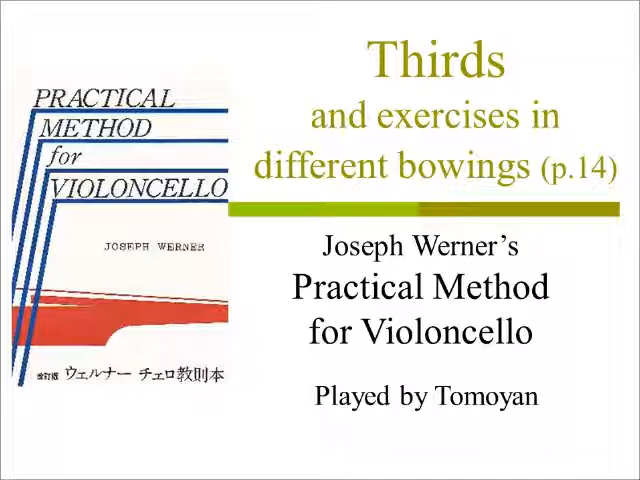 Thirds
and exercises in
different bowings (p.14)
PRACTICAL
METHOD
for
VIOLONCELLO
JOSEPH WERNER
改訂版 ウェルナー チェロ教則本
Joseph Werner’s
Practical Method
for Violoncello
Played by Tomoyan